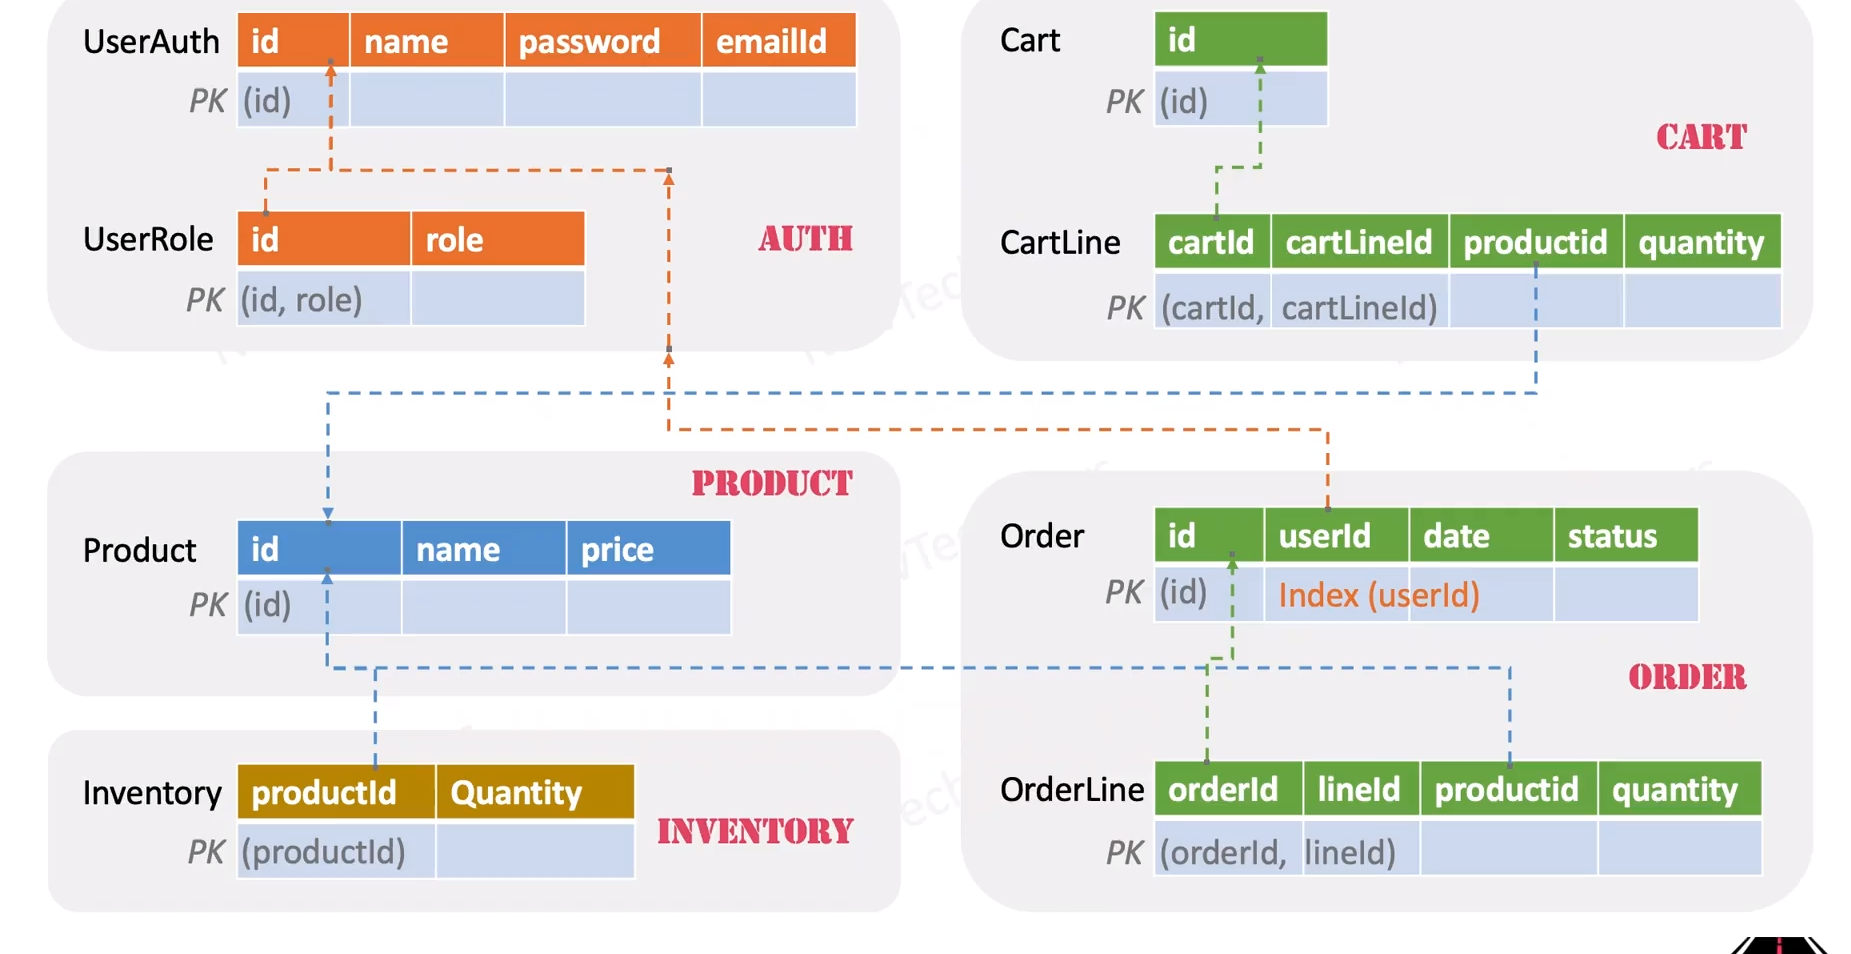 UserAuth id name password emailId
PK (id)
UserRole id role
AUTH
PK (id, role)
Cart id
PK (id)
CART
CartLine cartId cartLineId productid quantity
PK (cartId, cartLineId)
PRODUCT
Product id name price
PK (id)
Inventory productId Quantity
INVENTORY
PK (productId)
Order id userId date status
PK (id) Index (userId)
ORDER
OrderLine orderId lineId productid quantity
PK (orderId, lineId)